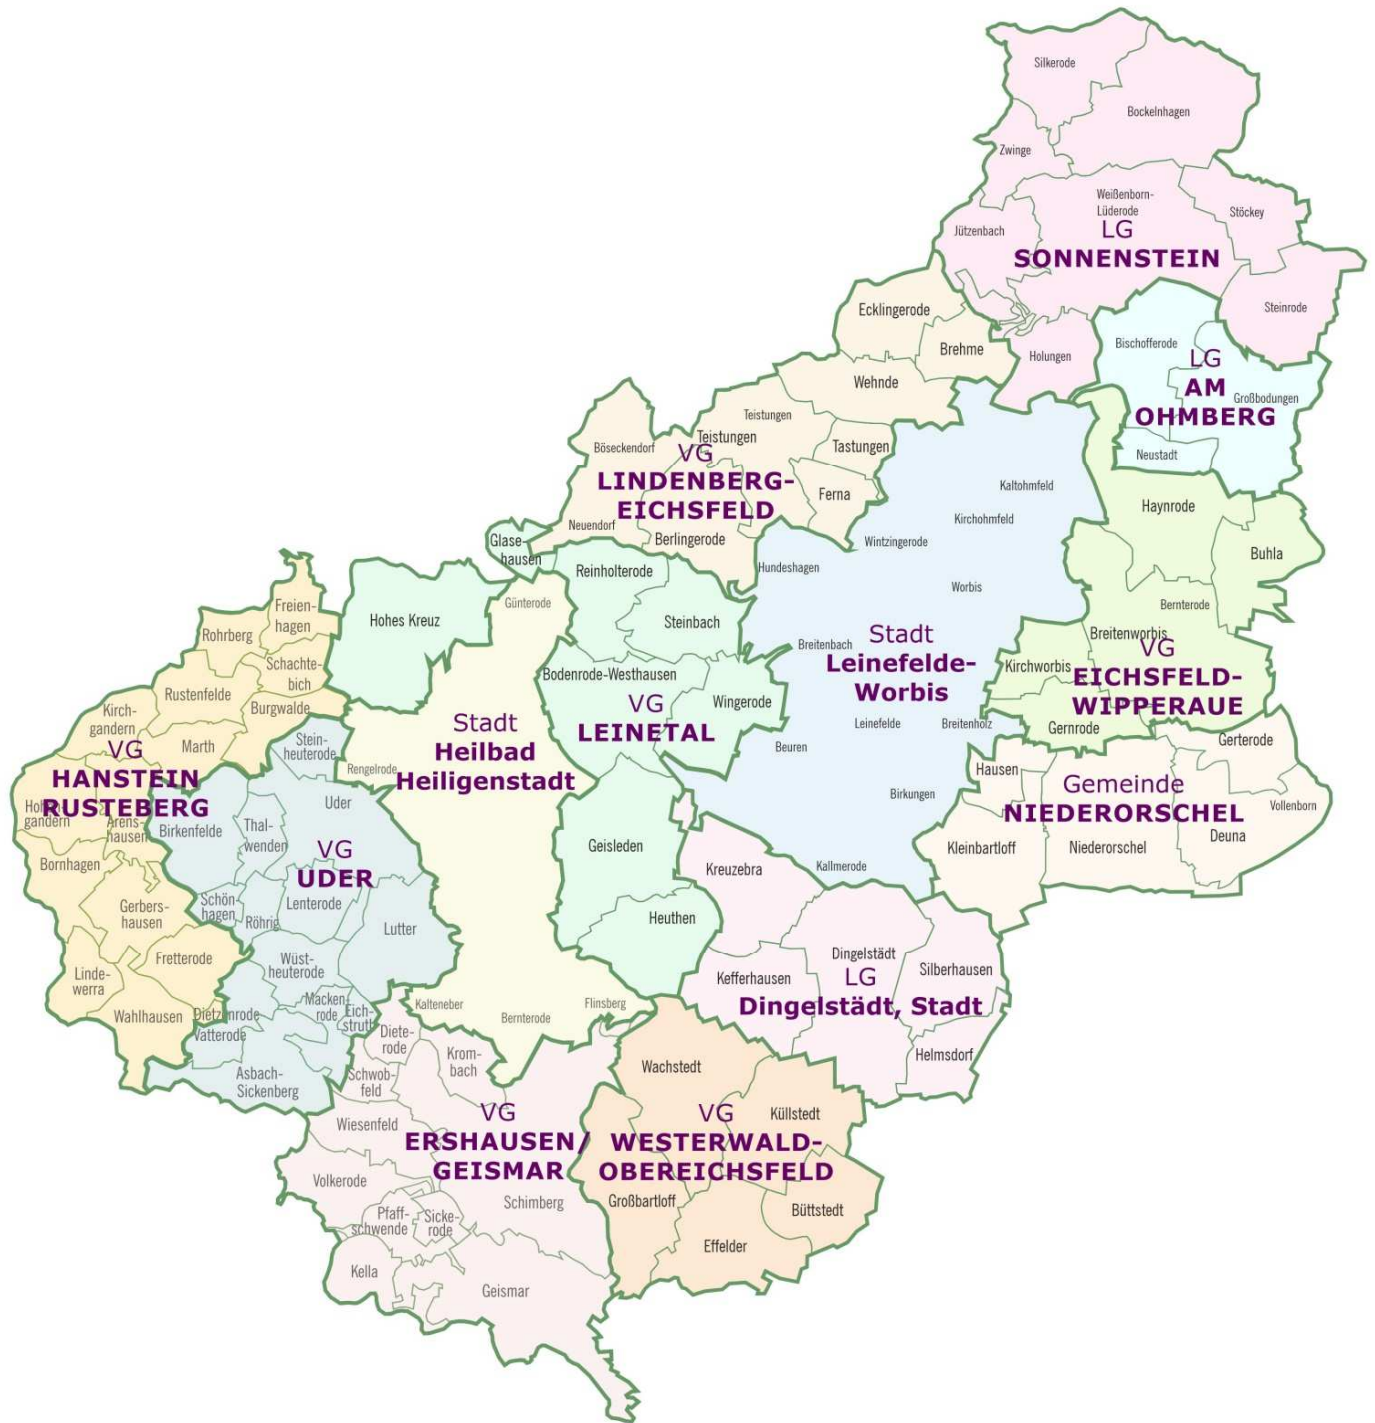 Silkerode
Bockelnhagen
Zwinge
Weißenborn-
Lüderode
Stöckey
Jützenbach
LG
SONNENSTEIN
Steinrode
Holungen
Ecklingerode
Brehme
Wehnde
Bischofferode
LG
AM
OHMBERG
Großbodungen
Neustadt
Teistungen
Teistungen
Tastungen
Böseckendorf
VG
LINDENBERG-
EICHSFELD
Ferna
Neuendorf
Berlingerode
Kaltohmfeld
Kirchohmfeld
Wintzingerode
Hundeshagen
Worbis
Breitenbach
Stadt
Leinefelde-
Worbis
Leinefelde
Breitenholz
Beuren
Birkungen
Kallmerode
Haynrode
Buhla
Bernterode
Breitenworbis
Kirchworbis
VG
EICHSFELD-
WIPPERAUE
Gernrode
Glase-
hausen
Reinholterode
Steinbach
Hohes Kreuz
Bodenrode-Westhausen
Wingerode
VG
LEINETAL
Geisleden
Heuthen
Günterode
Stadt
Heilbad
Heiligenstadt
Rengelrode
Kalteneber
Bernterode
Flinsberg
Freien-
hagen
Rohrberg
Schachte-
bich
Rustenfelde
Burgwalde
Kirch-
gandern
Marth
VG
HANSTEIN
RUSTEBERG
Hohen-
gandern
Arens-
hausen
Bornhagen
Gerbers-
hausen
Fretterode
Linde-
werra
Wahlhausen
Dietzenrode
Vatterode
Stein-
heuterode
Uder
Birkenfelde
Thal-
wenden
VG
UDER
Schön-
hagen
Röhrig
Lenterode
Lutter
Wüst-
heuterode
Macken-
rode
Eich-
strutt
Asbach-
Sickenberg
Gerterode
Hausen
Gemeinde
NIEDERORSCHEL
Vollenborn
Deuna
Kleinbartloff
Niederorschel
Kreuzebra
Dingelstädt
Kefferhausen
Silberhausen
LG
Dingelstädt, Stadt
Helmsdorf
Diete-
rode
Krom-
bach
Schwob-
feld
Wiesenfeld
VG
ERSHAUSEN/
GEISMAR
Volkerode
Pfaff-
schwende
Sicke-
rode
Schimberg
Kella
Geismar
Wachstedt
Küllstedt
VG
WESTERWALD-
OBEREICHSFELD
Großbartloff
Büttstedt
Effelder